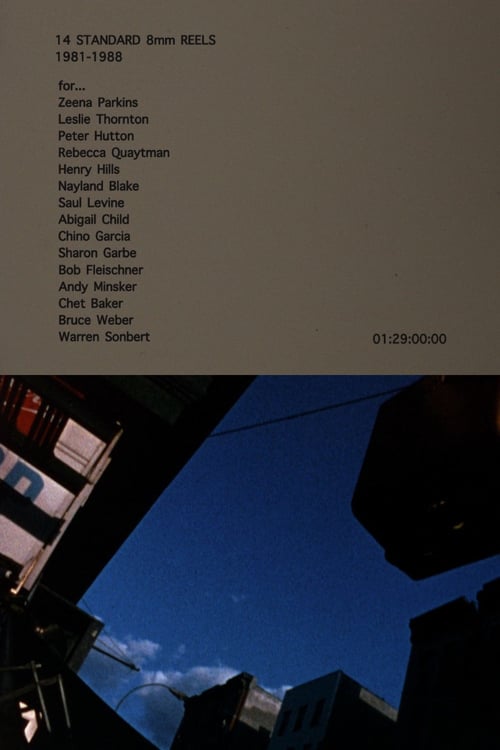 14 STANDARD 8mm REELS
1981-1988
for...
Zeena Parkins
Leslie Thornton
Peter Hutton
Rebecca Quaytman
Henry Hills
Nayland Blake
Saul Levine
Abigail Child
Chino Garcia
Sharon Garbe
Bob Fleischner
Andy Minsker
Chet Baker
Bruce Weber
Warren Sonbert
01:29:00:00